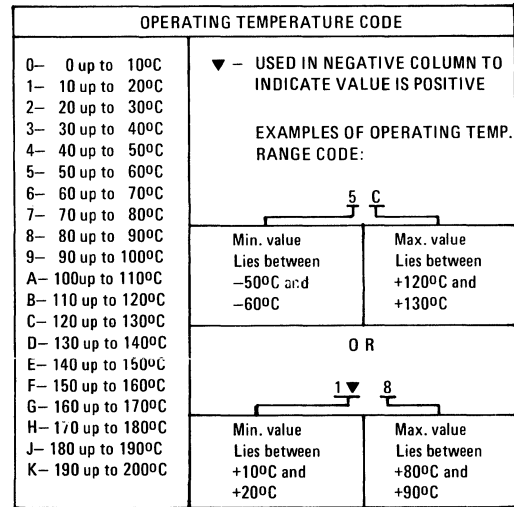 OPERATING TEMPERATURE CODE
0– 0 up to 10ºC
1– 10 up to 20ºC
2– 20 up to 30ºC
3– 30 up to 40ºC
4– 40 up to 50ºC
5– 50 up to 60ºC
6– 60 up to 70ºC
7– 70 up to 80ºC
8– 80 up to 90ºC
9– 90 up to 100ºC
A– 100up to 110ºC
B– 110 up to 120ºC
C– 120 up to 130ºC
D– 130 up to 140ºC
E– 140 up to 150ºC
F– 150 up to 160ºC
G– 160 up to 170ºC
H– 170 up to 180ºC
J– 180 up to 190ºC
K– 190 up to 200ºC
▼ – USED IN NEGATIVE COLUMN TO
INDICATE VALUE IS POSITIVE
EXAMPLES OF OPERATING TEMP.
RANGE CODE:
5 C
Min. value
Lies between
–50ºC and
–60ºC
Max. value
Lies between
+120ºC and
+130ºC
O R
1▼ 8
Min. value
Lies between
+10ºC and
+20ºC
Max. value
Lies between
+80ºC and
+90ºC